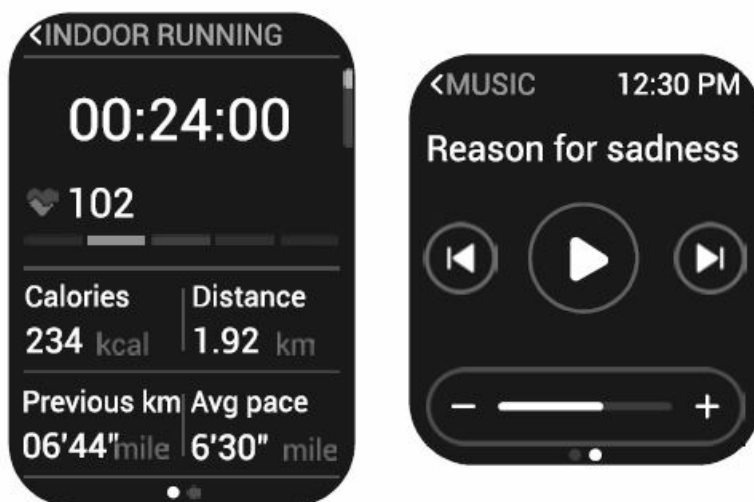 <INDOOR RUNNING
00:24:00
102
Calories Distance
234 kcal 1.92 km
Previous km Avg pace
06'44" mile 6'30" mile
<MUSIC 12:30 PM
Reason for sadness
- +